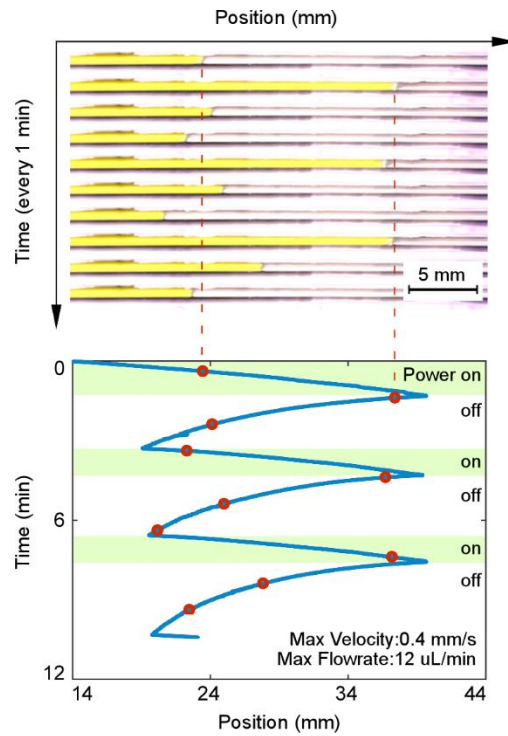 Position (mm)
Time (every 1 min)
5 mm
0
Power on
off
on
off
6
on
off
Time (min)
Max Velocity:0.4 mm/s
Max Flowrate:12 uL/min
12
14
24
34
44
Position (mm)